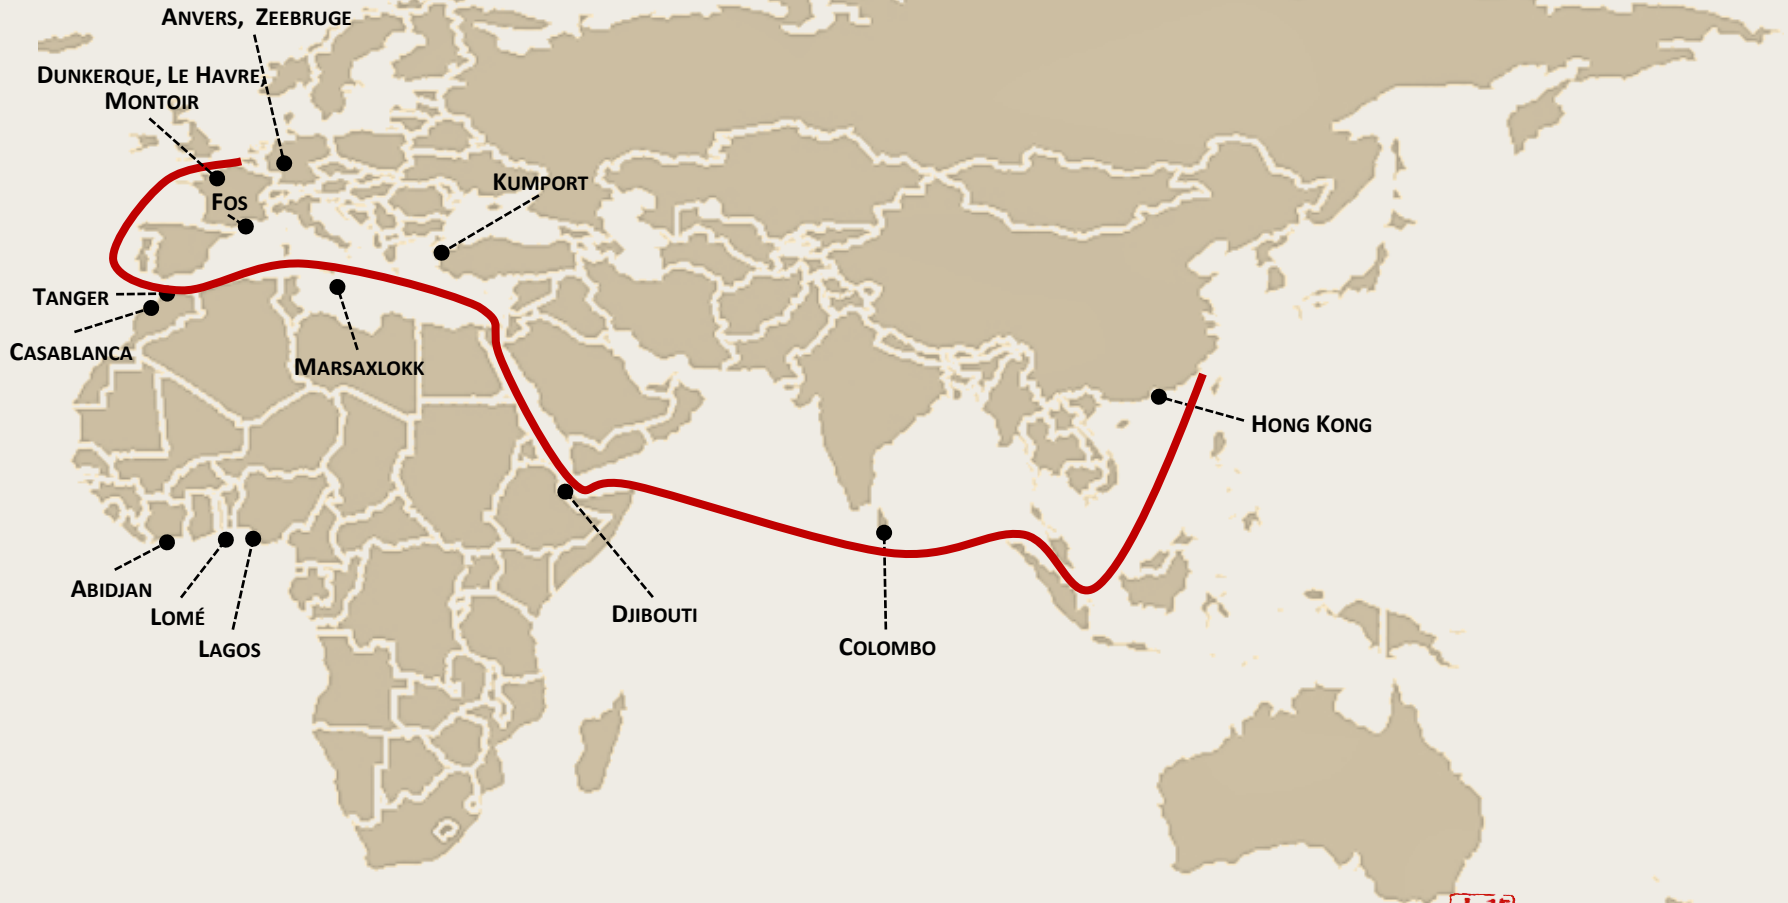 ANVERS, ZEEBRUGE
DUNKERQUE, LE HAVRE,
MONTOIR
KUMPORT
FOS
TANGER
CASABLANCA
MARSAXLOKK
HONG KONG
ABIDJAN
LOMÉ
LAGOS
DJIBOUTI
COLOMBO